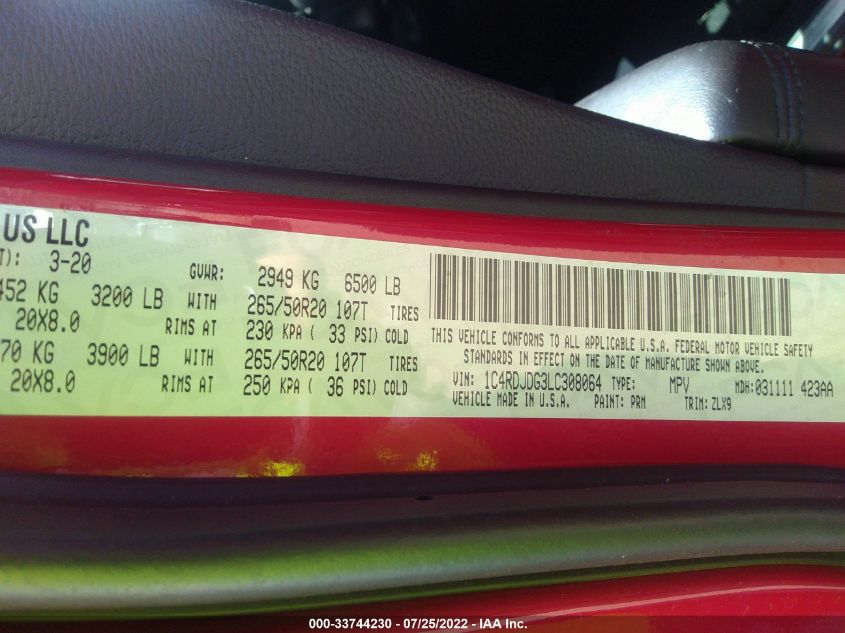 US LLC
T): 3-20 GVWR: 2949 KG 6500 LB
452 KG 3200 LB WITH 265/50R20 107T TIRES
20X8.0 RIMS AT 230 KPA ( 33 PSI) COLD
70 KG 3900 LB WITH 265/50R20 107T TIRES
20X8.0 RIMS AT 250 KPA ( 36 PSI) COLD
THIS VEHICLE CONFORMS TO ALL APPLICABLE U.S.A. FEDERAL MOTOR VEHICLE SAFETY
STANDARDS IN EFFECT ON THE DATE OF MANUFACTURE SHOWN ABOVE.
VIN: 1C4RDJDG3LC308064 TYPE: MPV MDH: 031111 423AA
VEHICLE MADE IN U.S.A. PAINT: PRM TRIM: ZLX9
000-33744230 - 07/25/2022 - IAA Inc.